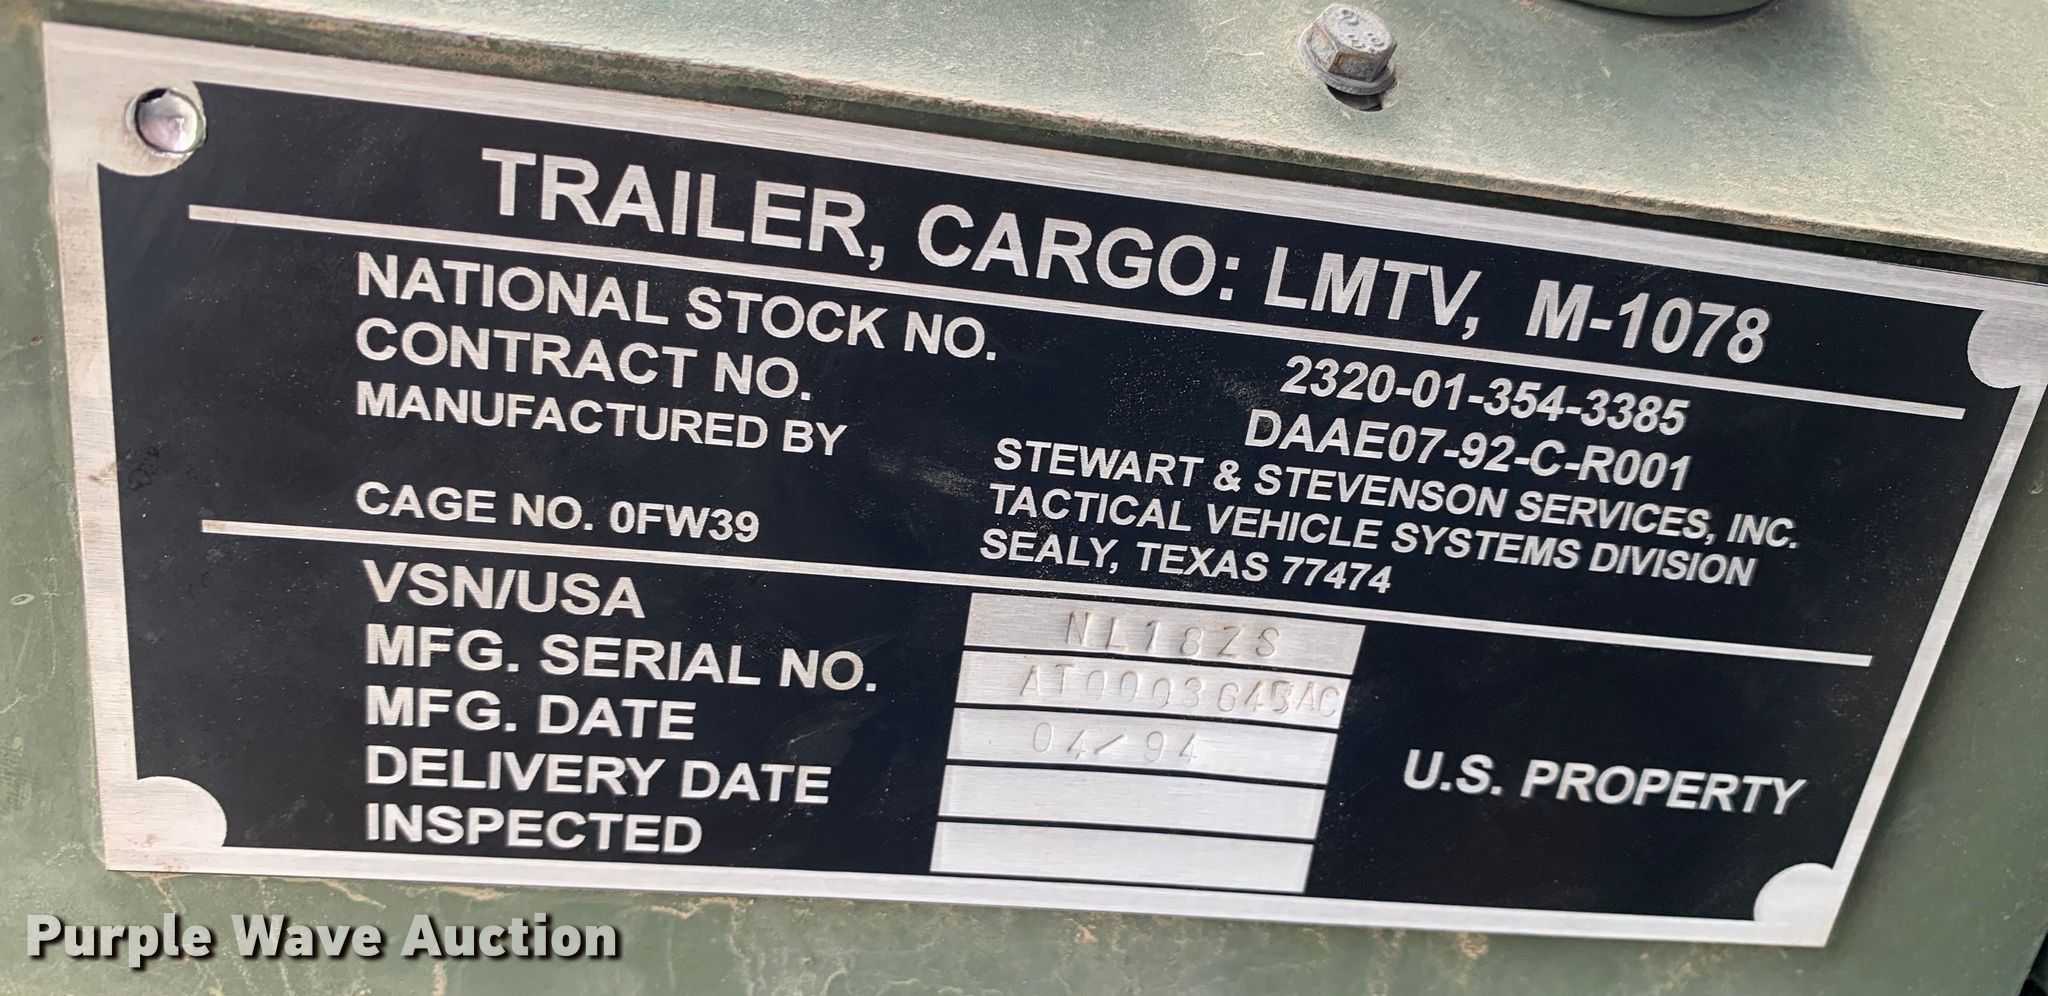 TRAILER, CARGO: LMTV, M-1078
NATIONAL STOCK NO. 2320-01-354-3385
CONTRACT NO. DAAE07-92-C-R001
MANUFACTURED BY STEWART & STEVENSON SERVICES, INC.
TACTICAL VEHICLE SYSTEMS DIVISION
CAGE NO. 0FW39 SEALY, TEXAS 77474
VSN/USA NL18ZS
MFG. SERIAL NO.
MFG. DATE 04/94
DELIVERY DATE
INSPECTED
U.S. PROPERTY
Purple Wave Auction